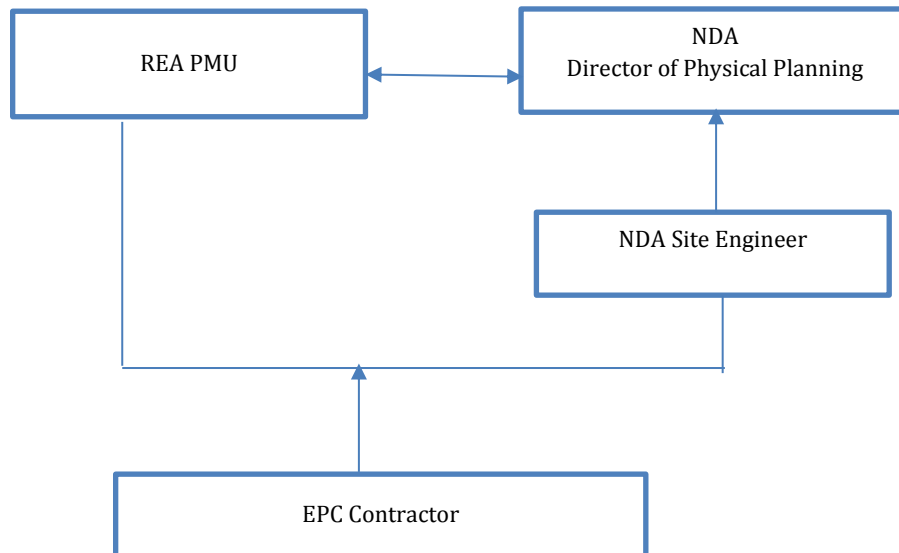 REA PMU
NDA
Director of Physical Planning
NDA Site Engineer
EPC Contractor